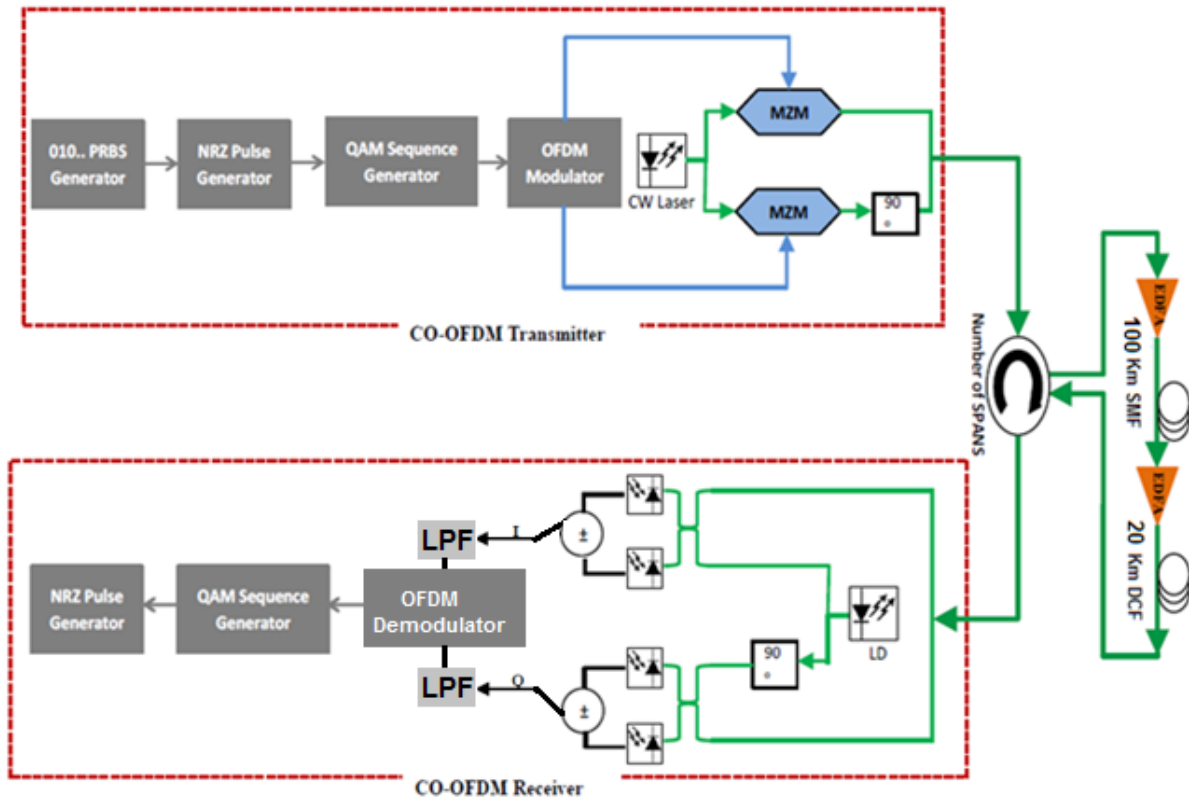 010.. PRBS
Generator
NRZ Pulse
Generator
QAM Sequence
Generator
OFDM
Modulator
CW Laser
MZM
MZM
90
°
CO-OFDM Transmitter
Number of SPANS
EDFA
100 Km SMF
EDFA
20 Km DCF
NRZ Pulse
Generator
QAM Sequence
Generator
LPF
OFDM
Demodulator
LPF
I
Q
±
±
90
°
LD
CO-OFDM Receiver